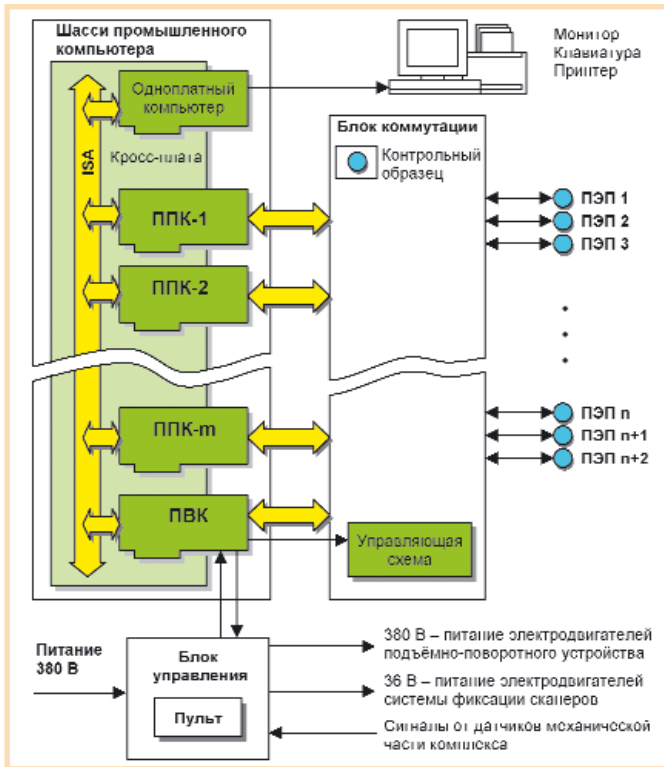 Шасси промышленного
компьютера
Одноплатный
компьютер
ISA
Кросс-плата
ППК-1
ППК-2
ППК-m
ПВК
Монитор
Клавиатура
Принтер
Блок коммутации
Контрольный
образец
ПЭП 1
ПЭП 2
ПЭП 3
ПЭП n
ПЭП n+1
ПЭП n+2
Управляющая
схема
Питание
380 В
Блок
управления
Пульт
380 В – питание электродвигателей
подъёмно-поворотного устройства
36 В – питание электродвигателей
системы фиксации сканеров
Сигналы от датчиков механической
части комплекса